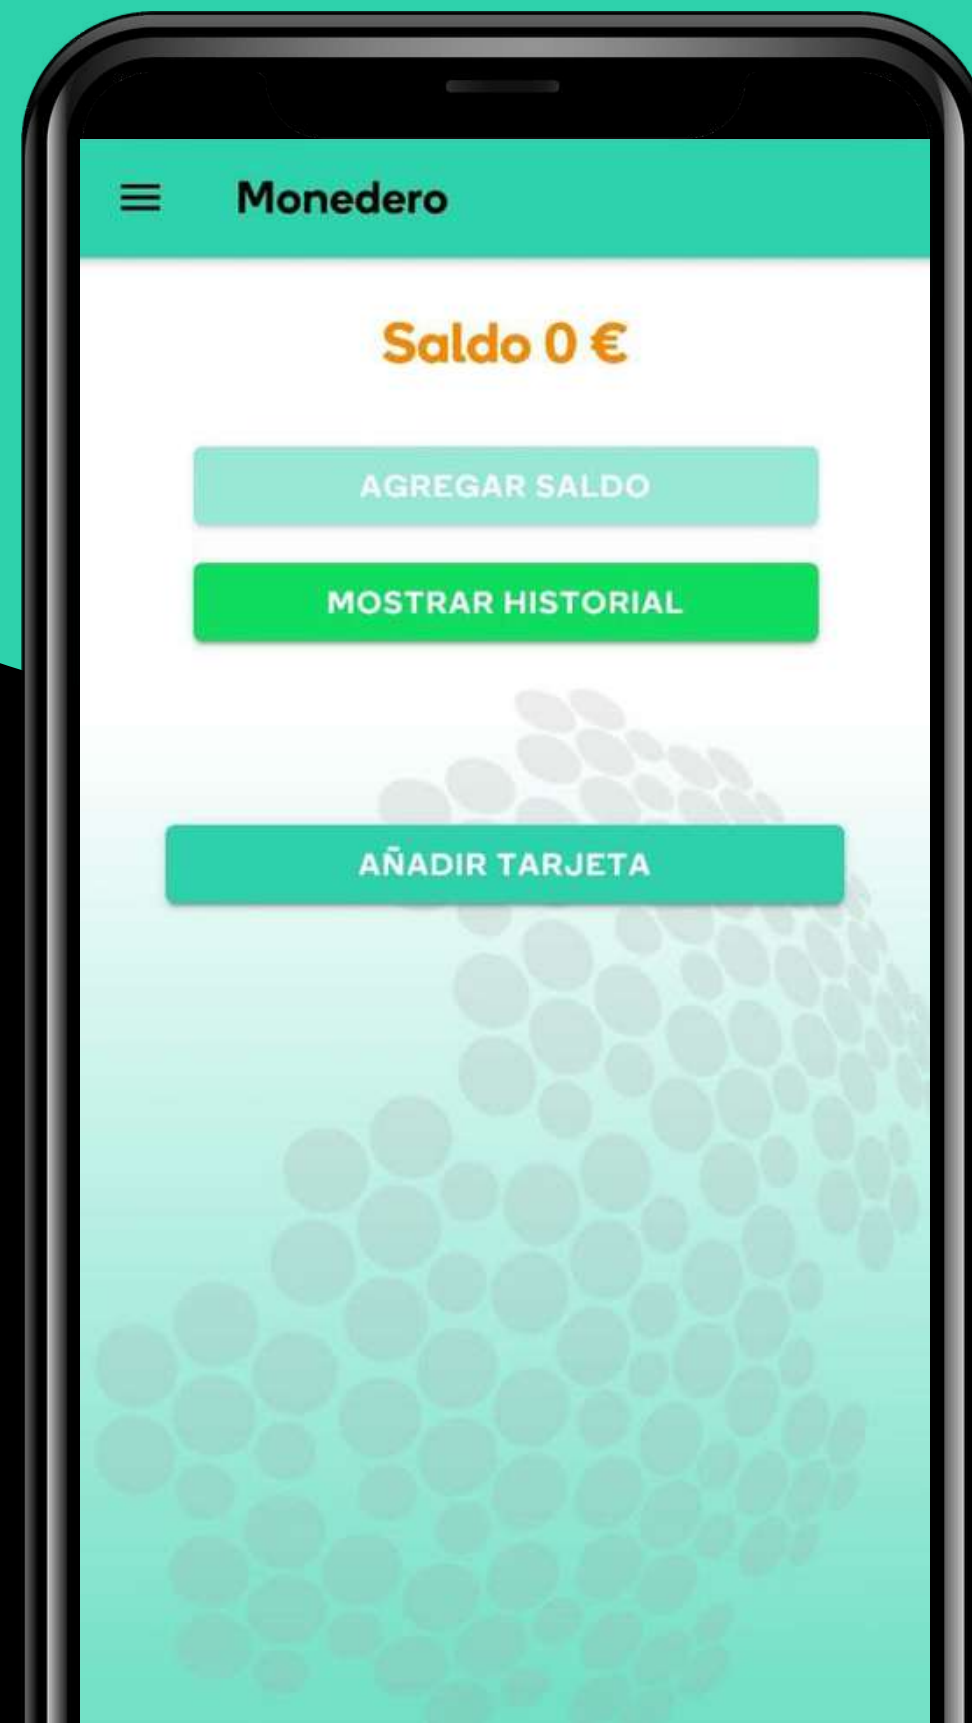 Monedero
Saldo 0 €
AGREGAR SALDO
MOSTRAR HISTORIAL
AÑADIR TARJETA